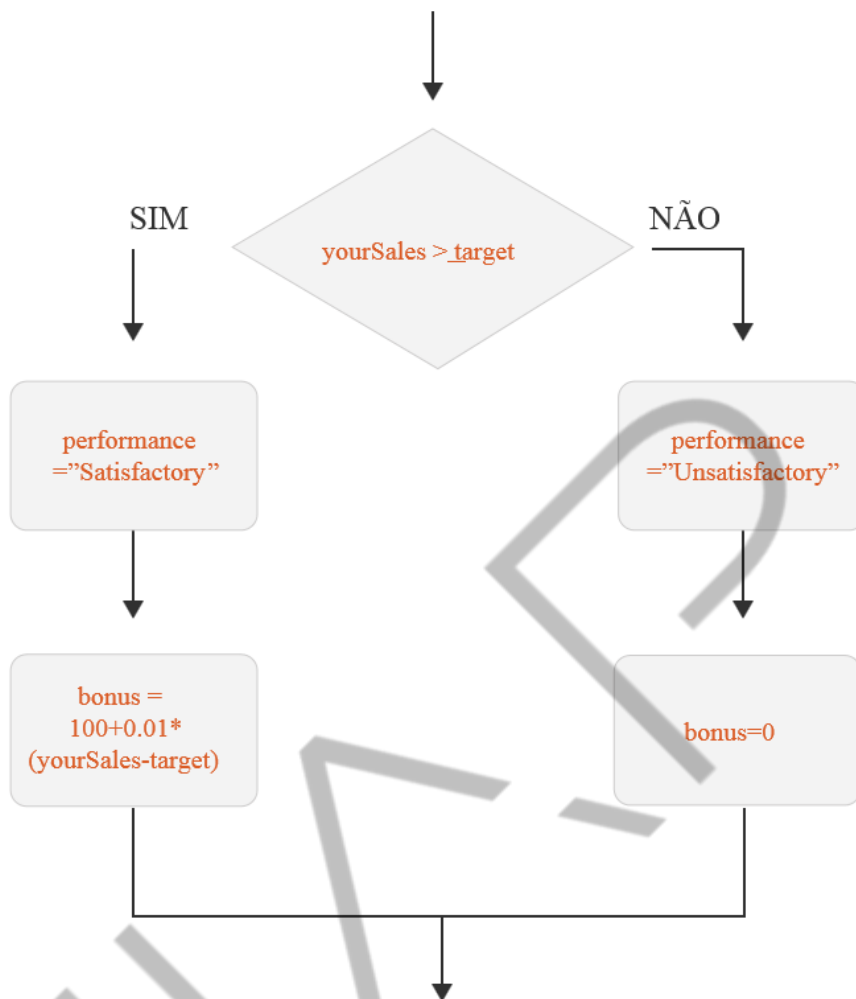 SIM
NÃO
yourSales >_target
performance
=”Satisfactory”
performance
=”Unsatisfactory”
bonus =
100+0.01*
(yourSales-target)
bonus=0